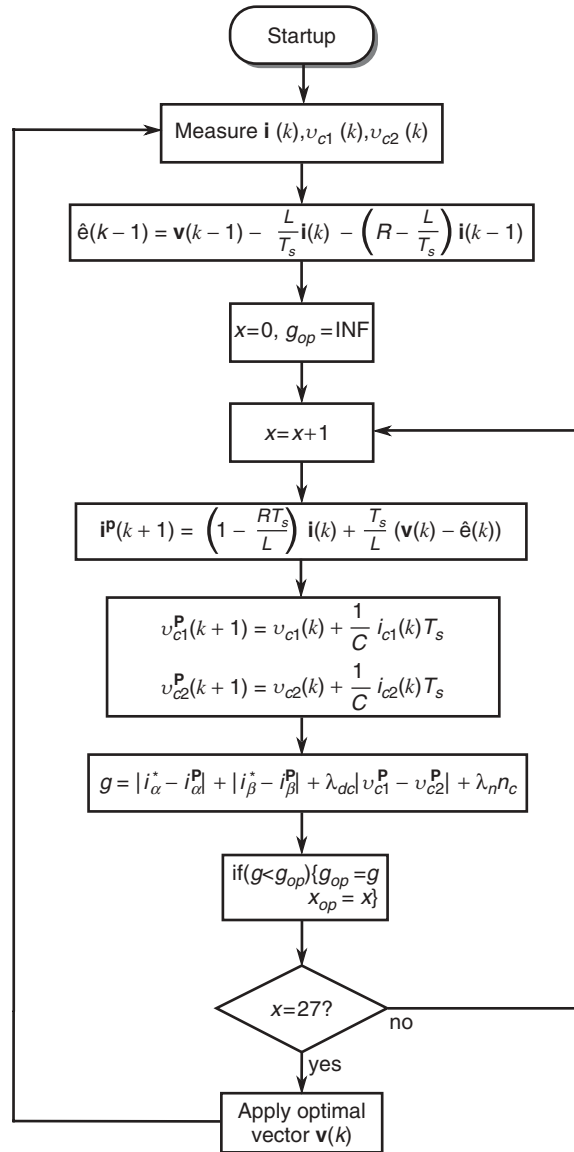 Startup
Measure i (k),υc1 (k),υc2 (k)
ê(k−1) = v(k−1)− L/Ts i(k) − (R − L/Ts) i(k−1)
x=0, gop=INF
x=x+1
iᵖ(k+1) = (1 - RTs/L) i(k) + Ts/L (v(k) − ê(k))
υᴾc1(k+1) = υc1(k) + 1/C ic1(k)Ts
υᴾc2(k+1) = υc2(k) + 1/C ic2(k)Ts
g = |i*α − iᴾα| + |i*β − iᴾβ| + λdc|υᴾc1 − υᴾc2| + λnnc
if(g<gop){gop =g
xop = x}
x=27?
no
yes
Apply optimal
vector v(k)